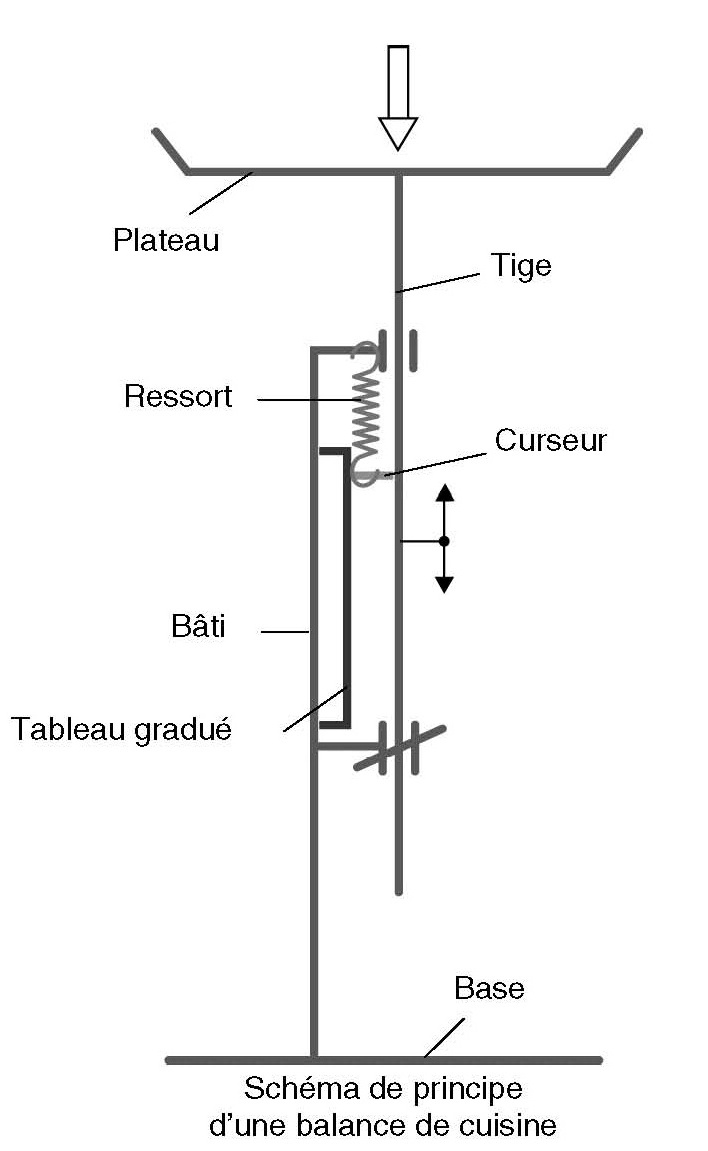 Plateau
Tige
Ressort
Curseur
Bâti
Tableau gradué
Base
Schéma de principe
d’une balance de cuisine